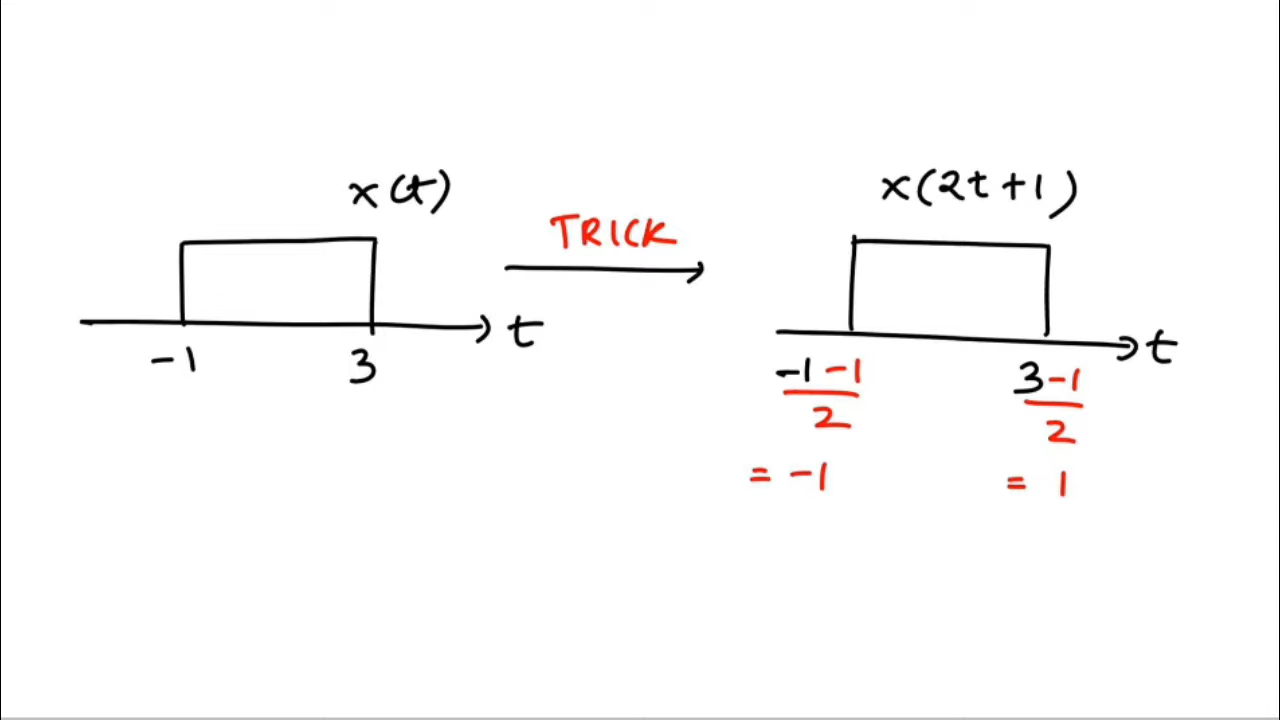 x(t)
TRICK
x(2t+1)
t
-1
3
t
-1-1
2
= -1
3-1
2
= 1